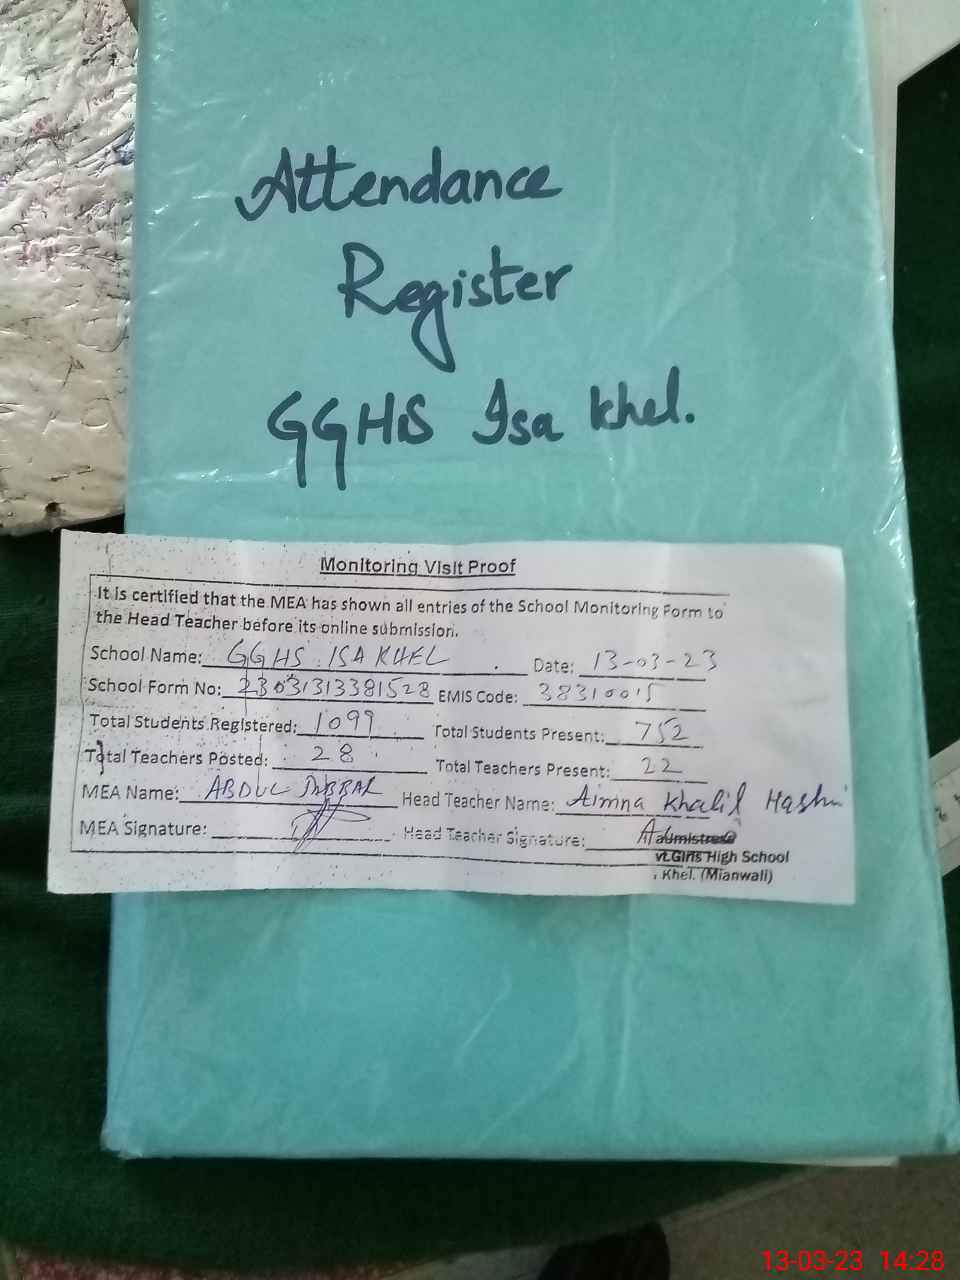 Attendance
Register
GGHS Isa Khel.
Monitoring Visit Proof
It is certified that the MEA has shown all entries of the School Monitoring Form to
the Head Teacher before its online submission.
School Name: GGHS ISA KHEL. Date: 13-03-23
School Form No: 23031313381528 EMIS Code: 38310015
Total Students Registered: 1099 Total Students Present: 752
Total Teachers Posted: 28 Total Teachers Present: 22
MEA Name: ABDUL JABBAR Head Teacher Name: Aimna Khalil Hashmi
MEA Signature: Head Teacher Signature:
vt.Girls High School
Khel. (Mianwali)
13-03-23 14:28